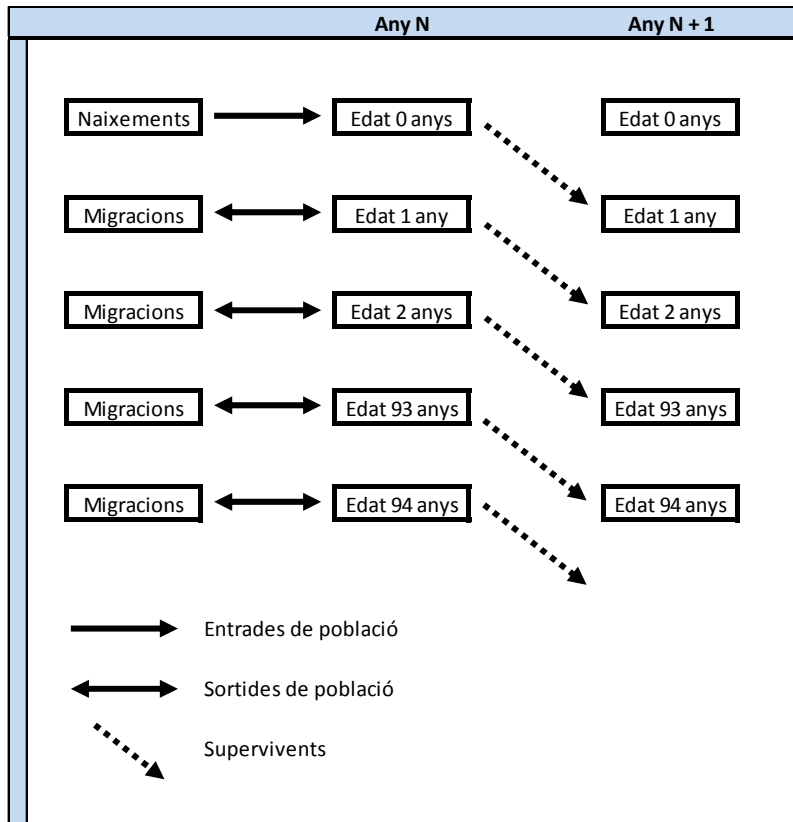 Any N Any N + 1
Naixements Edat 0 anys Edat 0 anys
Migracions Edat 1 any Edat 1 any
Migracions Edat 2 anys Edat 2 anys
Migracions Edat 93 anys Edat 93 anys
Migracions Edat 94 anys Edat 94 anys
Entrades de població
Sortides de població
Supervivents